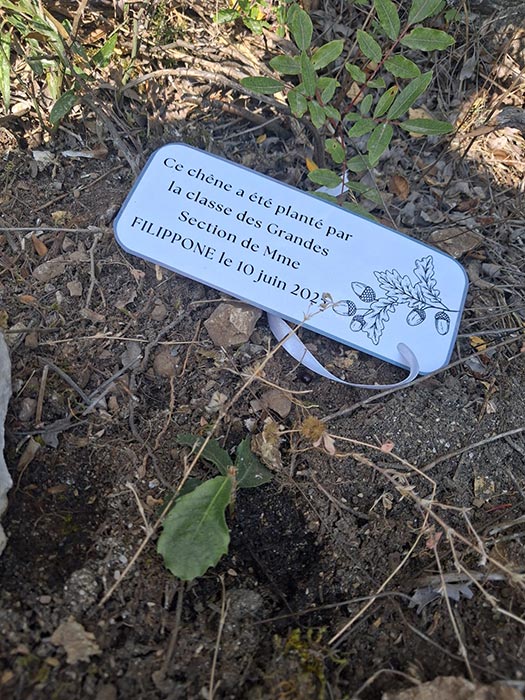 Ce chêne a été planté par
la classe des Grandes
Section de Mme
FILIPPONE le 10 juin